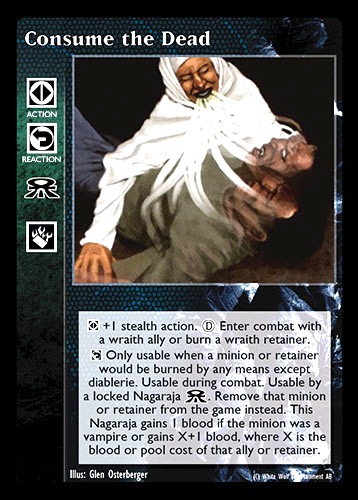 Consume the Dead
ACTION
REACTION
+1 stealth action. Ⓓ Enter combat with
a wraith ally or burn a wraith retainer.
Only usable when a minion or retainer
would be burned by any means except
diablerie. Usable during combat. Usable by
a locked Nagaraja. Remove that minion
or retainer from the game instead. This
Nagaraja gains 1 blood if the minion was a
vampire or gains X+1 blood, where X is the
blood or pool cost of that ally or retainer.
Illus: Glen Osterberger
(C) White Wolf Entertainment AB